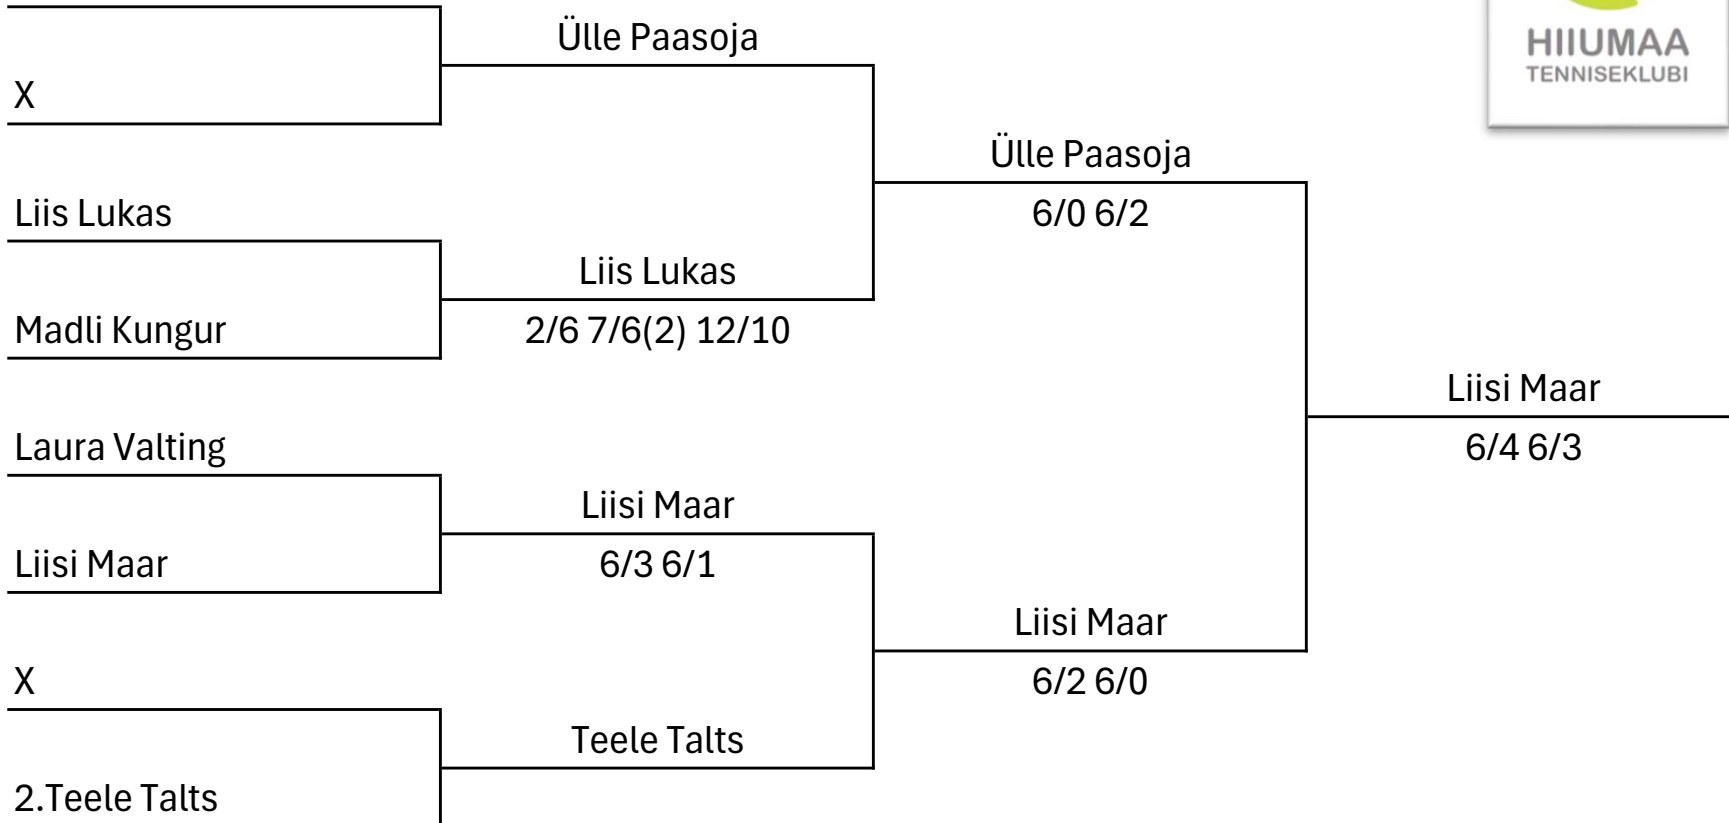 Ülle Paasoja
HIIUMAA
TENNISEKLUBI
X
Ülle Paasoja
Liis Lukas
6/0 6/2
Liis Lukas
Madli Kungur
2/6 7/6(2) 12/10
Liisi Maar
Laura Valting
6/4 6/3
Liisi Maar
Liisi Maar
6/3 6/1
Liisi Maar
X
6/2 6/0
Teele Talts
2.Teele Talts